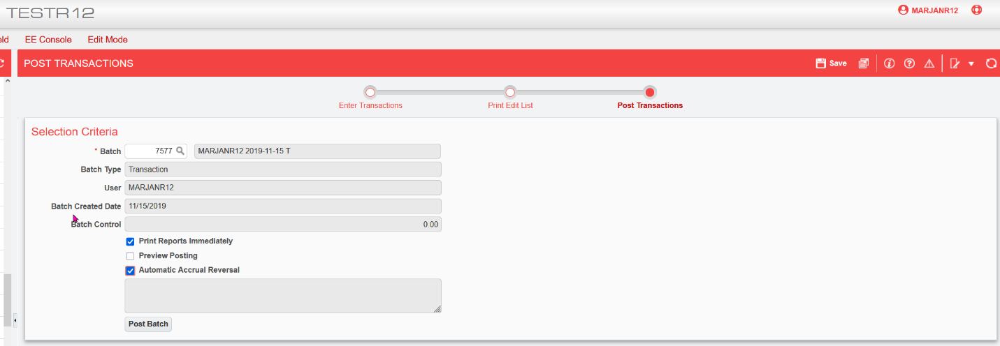 TESTR12
MARJANR12
eld EE Console Edit Mode
POST TRANSACTIONS
Save
Enter Transactions Print Edit List Post Transactions
Selection Criteria
* Batch 7577 MARJANR12 2019-11-15 T
Batch Type Transaction
User MARJANR12
Batch Created Date 11/15/2019
Batch Control 0.00
Print Reports Immediately
Preview Posting
Automatic Accrual Reversal
Post Batch